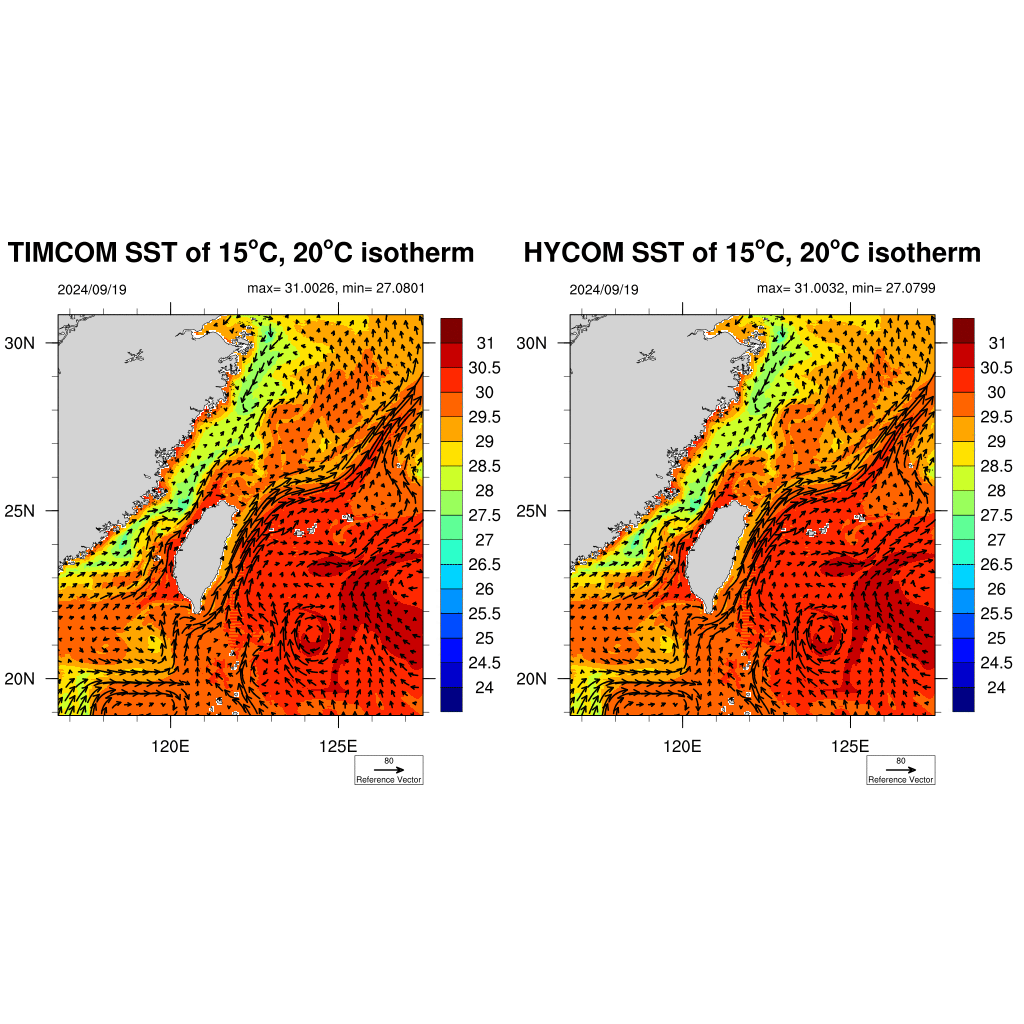 TIMCOM SST of 15°C, 20°C isotherm
2024/09/19
max= 31.0026, min= 27.0801
30N
25N
20N
120E
125E
31
30.5
30
29.5
29
28.5
28
27.5
27
26.5
26
25.5
25
24.5
24
80
Reference Vector
HYCOM SST of 15°C, 20°C isotherm
2024/09/19
max= 31.0032, min= 27.0799
30N
25N
20N
120E
125E
31
30.5
30
29.5
29
28.5
28
27.5
27
26.5
26
25.5
25
24.5
24
80
Reference Vector